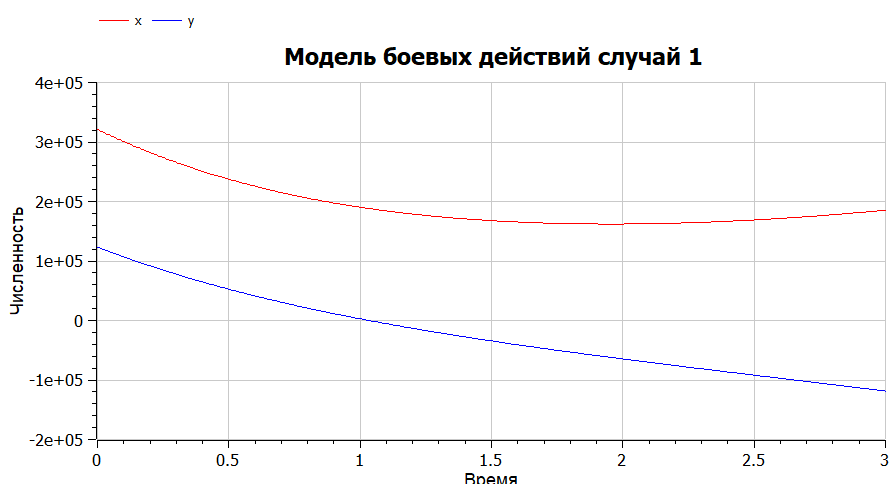 x y
Модель боевых действий случай 1
4e+05
3e+05
2e+05
1e+05
0
-1e+05
-2e+05
Численность
0 0.5 1 1.5 2 2.5 3
Время